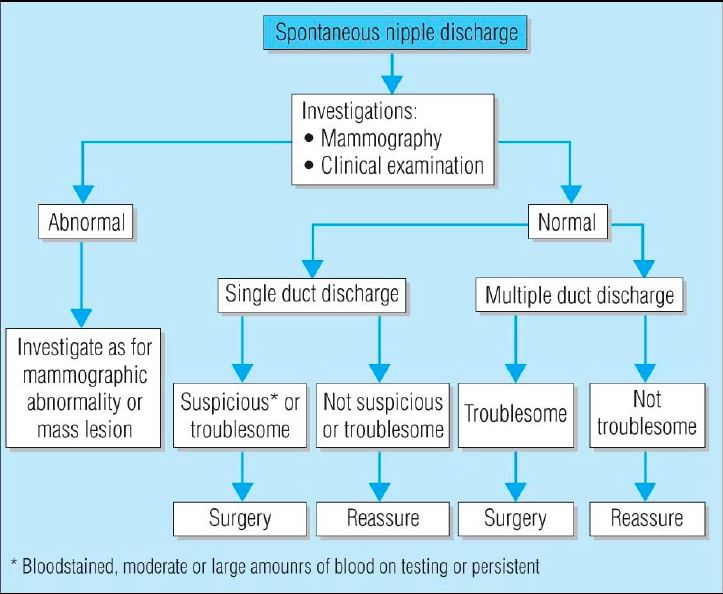 Spontaneous nipple discharge
Investigations:
• Mammography
• Clinical examination
Abnormal
Normal
Single duct discharge
Multiple duct discharge
Investigate as for
mammographic
abnormality or
mass lesion
Suspicious* or
troublesome
Not suspicious
or troublesome
Troublesome
Not
troublesome
Surgery
Reassure
Surgery
Reassure
* Bloodstained, moderate or large amounrs of blood on testing or persistent